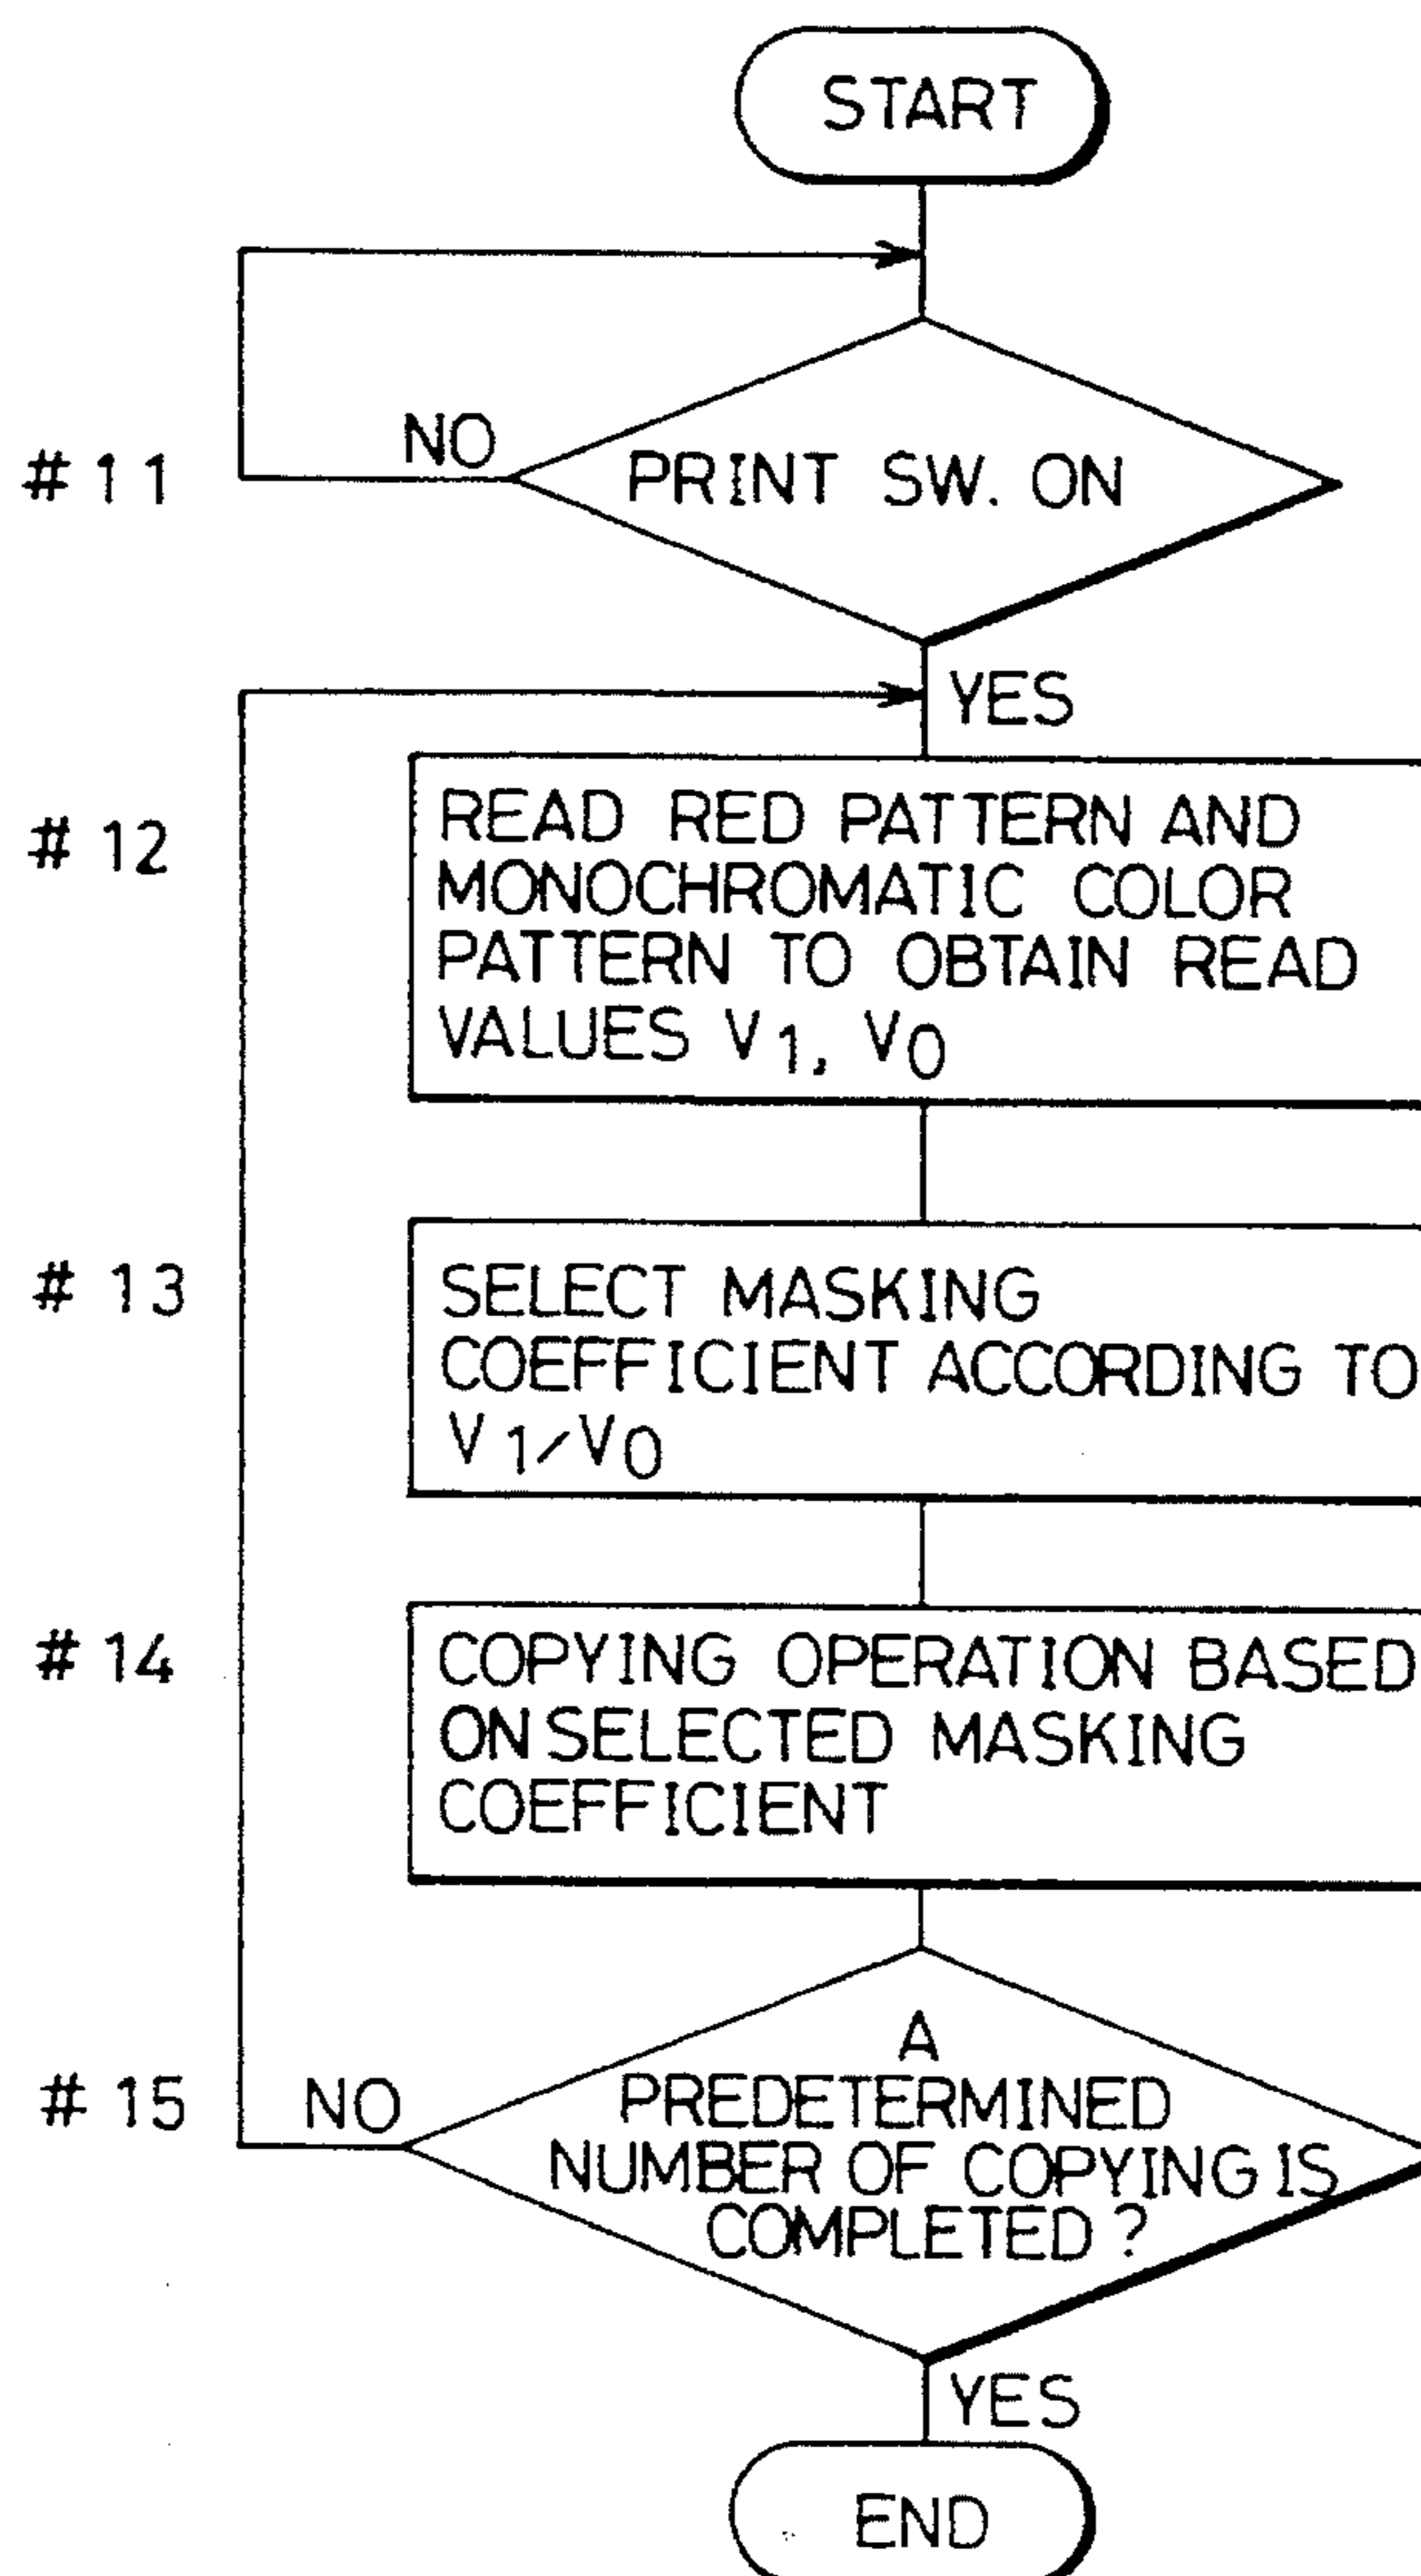 START
NO
#11
PRINT SW. ON
YES
#12
READ RED PATTERN AND
MONOCHROMATIC COLOR
PATTERN TO OBTAIN READ
VALUES V1, V0
#13
SELECT MASKING
COEFFICIENT ACCORDING TO
V1/V0
#14
COPYING OPERATION BASED
ON SELECTED MASKING
COEFFICIENT
#15
NO
A
PREDETERMINED
NUMBER OF COPYING IS
COMPLETED?
YES
END